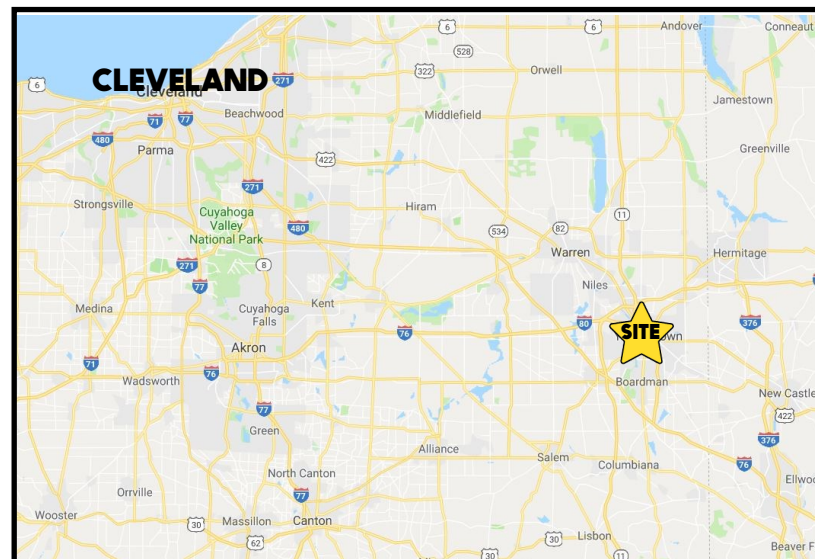 6
6
6
Andover
Conneaut
528
CLEVELAND
Cleveland
271
322
Orwell
6
Jamestown
Beachwood
Middlefield
71
77
480
Parma
Greenville
422
271
Strongsville
Cuyahoga
Valley
National Park
Hiram
11
480
534
82
Warren
Hermitage
271
8
77
Niles
Medina
Cuyahoga
Falls
Kent
80
376
76
SITE
Akron
71
Wadsworth
76
Boardman
New Castle
77
422
Green
376
Alliance
Salem
Columbiana
76
North Canton
Orrville
77
Wooster
30
Massillon
Canton
62
30
Lisbon
30
11